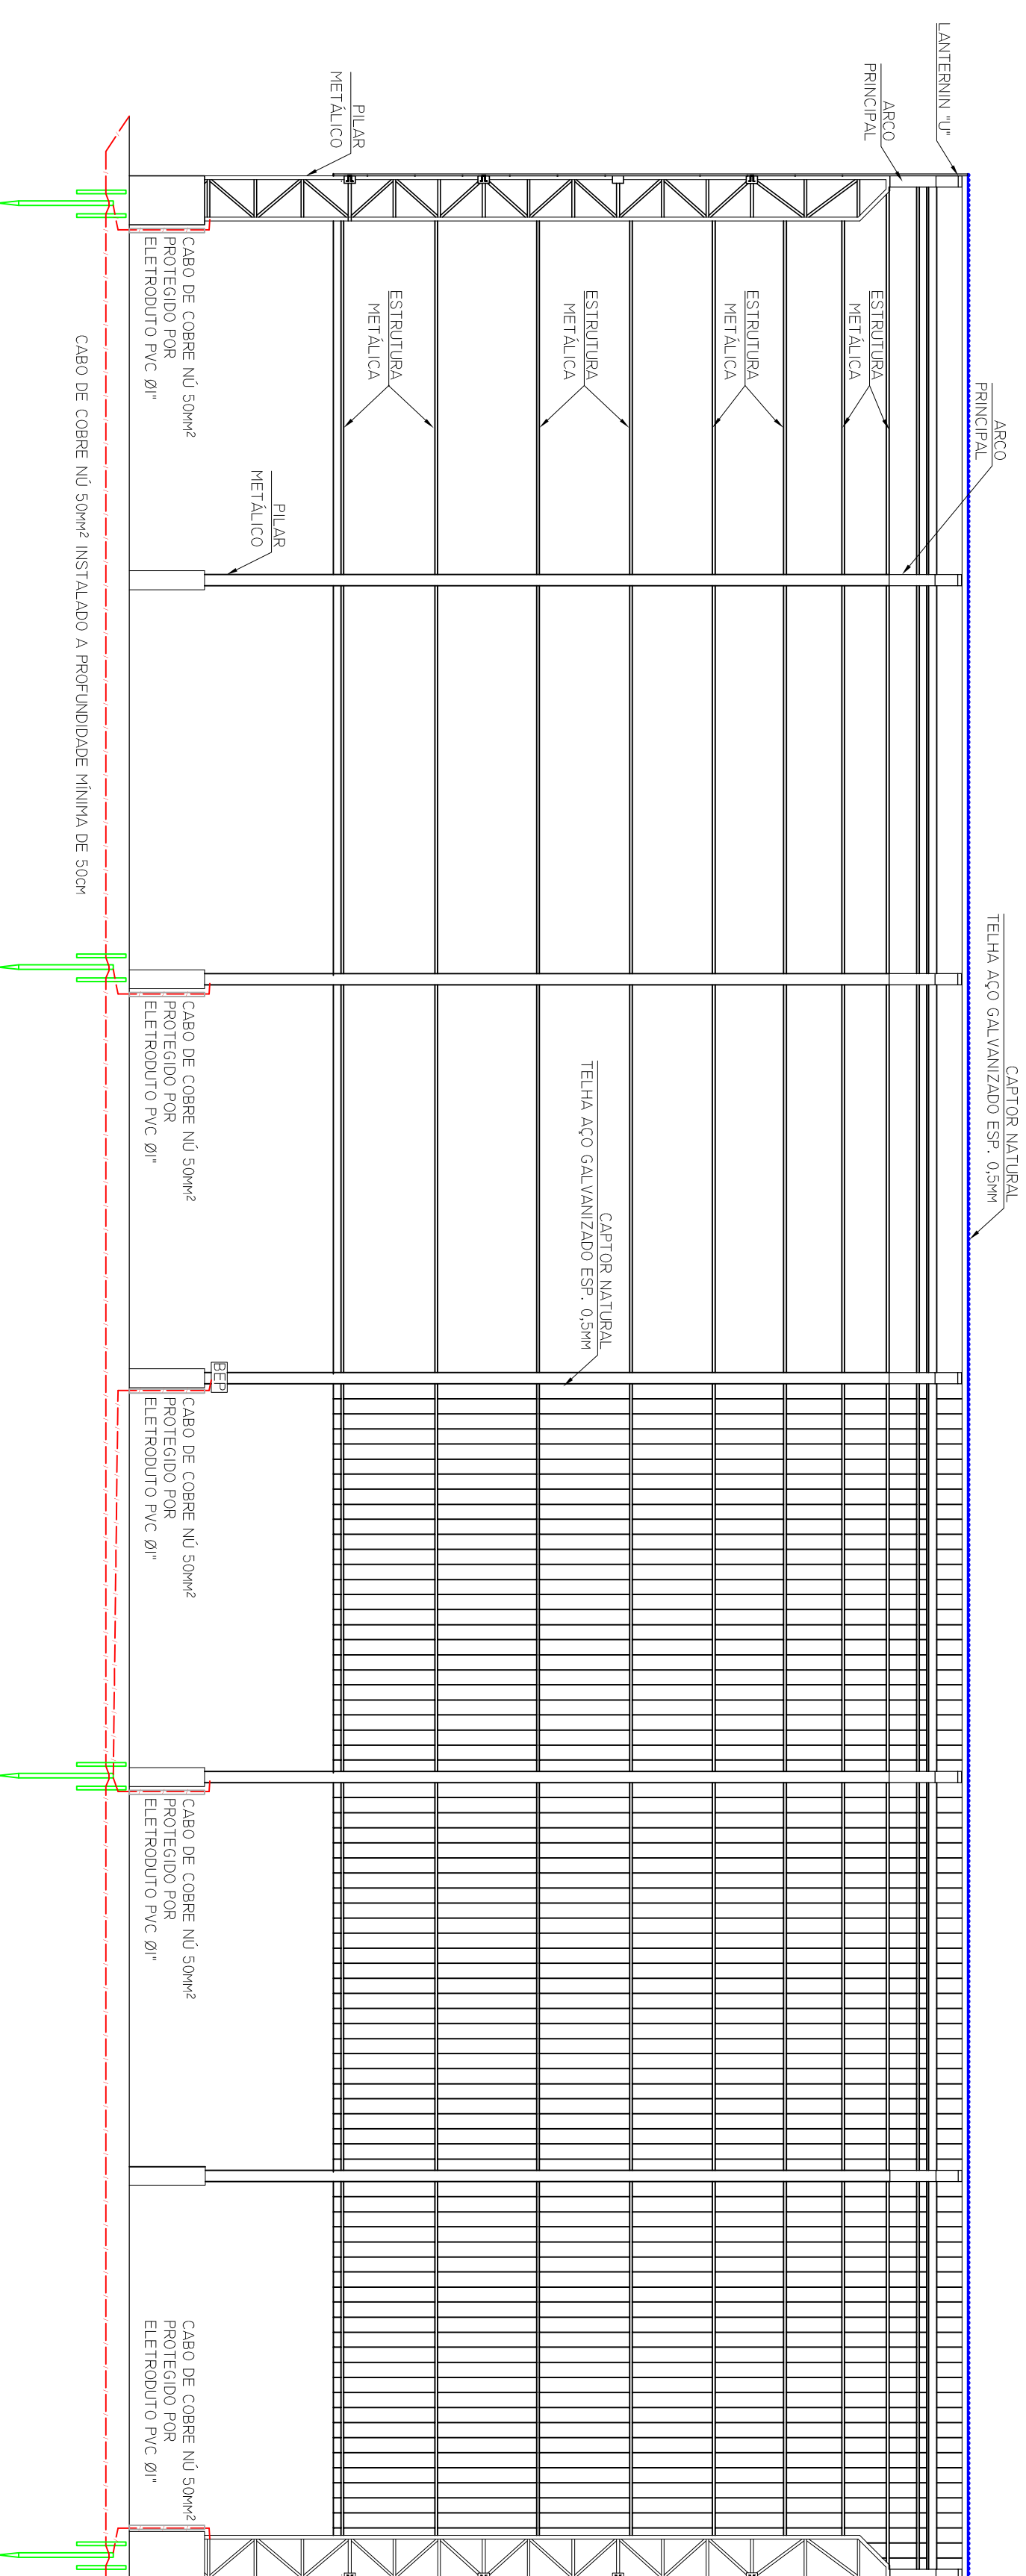 LANTERNIN "U"
ARCO
PRINCIPAL
PILAR
METÁLICO
ARCO
PRINCIPAL
CAPTOR NATURAL
TELHA AÇO GALVANIZADO ESP. 0,5MM
ESTRUTURA
METÁLICA
ESTRUTURA
METÁLICA
ESTRUTURA
METÁLICA
ESTRUTURA
METÁLICA
PILAR
METÁLICO
CAPTOR NATURAL
TELHA AÇO GALVANIZADO ESP. 0,5MM
BEP
CABO DE COBRE NÚ 50MM²
PROTEGIDO POR
ELETRODUTO PVC Ø1"
CABO DE COBRE NÚ 50MM²
PROTEGIDO POR
ELETRODUTO PVC Ø1"
CABO DE COBRE NÚ 50MM²
PROTEGIDO POR
ELETRODUTO PVC Ø1"
CABO DE COBRE NÚ 50MM²
PROTEGIDO POR
ELETRODUTO PVC Ø1"
CABO DE COBRE NÚ 50MM²
PROTEGIDO POR
ELETRODUTO PVC Ø1"
CABO DE COBRE NÚ 50MM² INSTALADO A PROFUNDIDADE MÍNIMA DE 50CM